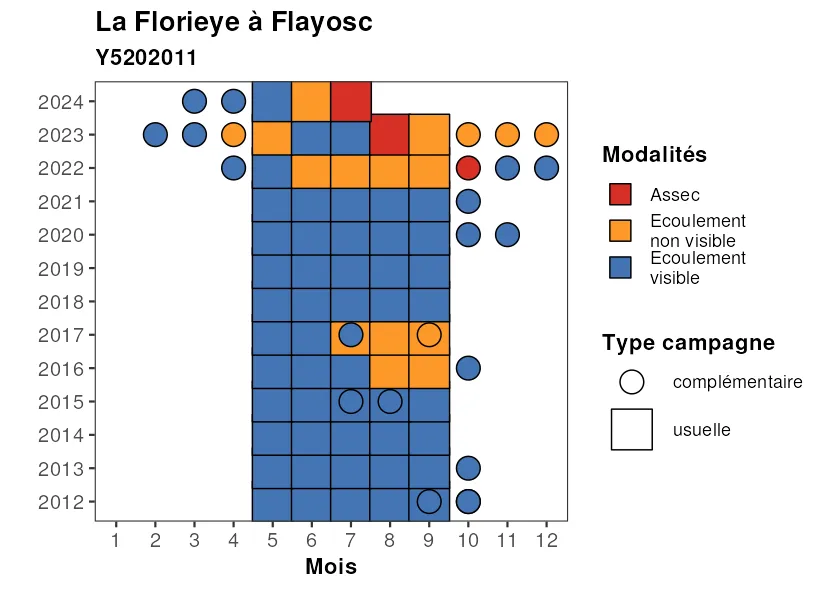 La Florieye à Flayosc
Y5202011
2024
2023
2022
2021
2020
2019
2018
2017
2016
2015
2014
2013
2012
1 2 3 4 5 6 7 8 9 10 11 12
Mois
Modalités
Assec
Ecoulement
non visible
Ecoulement
visible
Type campagne
complémentaire
usuelle